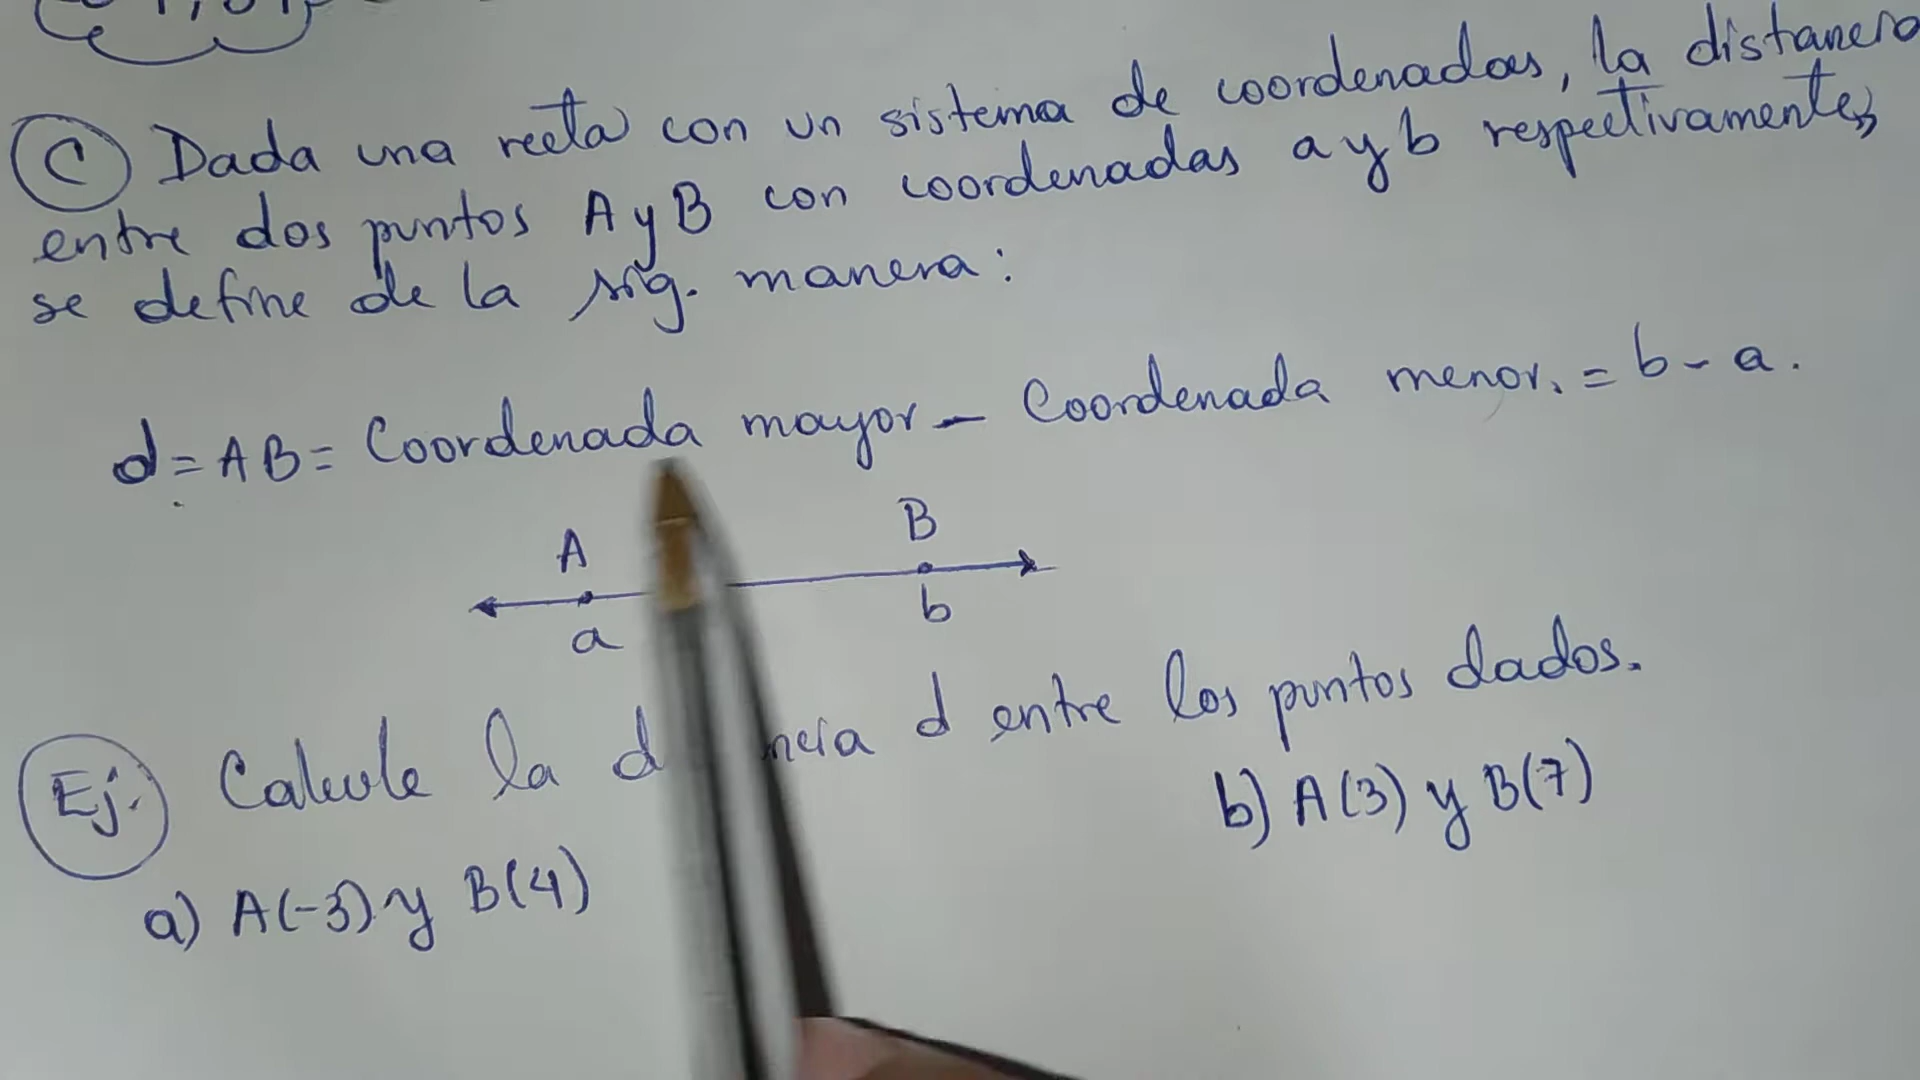 C Dada una recta con un sistema de coordenadas, la distancia
entre dos puntos A y B con coordenadas a y b respectivamente,
se define de la sig. manera:
d = AB = Coordenada mayor - Coordenada menor. = b - a.
A B
a b
Ej. Calcule la d ncia d entre los puntos dados.
a) A(-3) y B(4) b) A(3) y B(7)